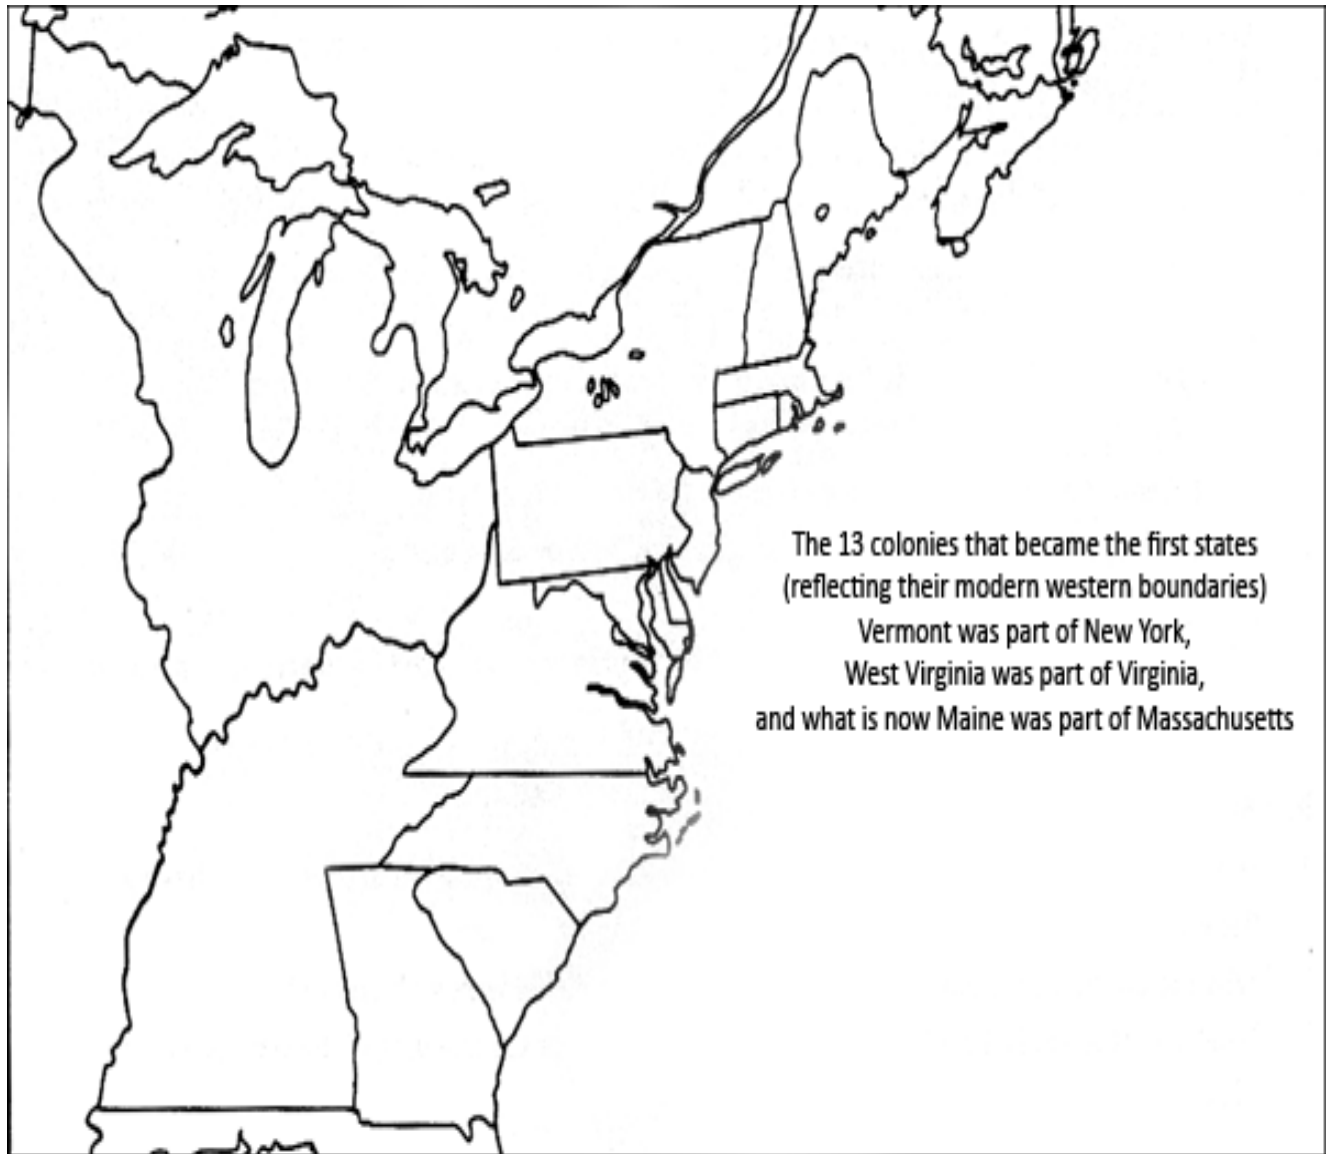 The 13 colonies that became the first states
(reflecting their modern western boundaries)
Vermont was part of New York,
West Virginia was part of Virginia,
and what is now Maine was part of Massachusetts